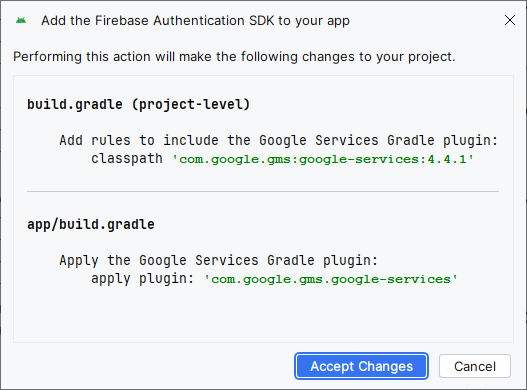 Add the Firebase Authentication SDK to your app
Performing this action will make the following changes to your project.
build.gradle (project-level)
Add rules to include the Google Services Gradle plugin:
classpath 'com.google.gms:google-services:4.4.1'
app/build.gradle
Apply the Google Services Gradle plugin:
apply plugin: 'com.google.gms.google-services'
Accept Changes
Cancel